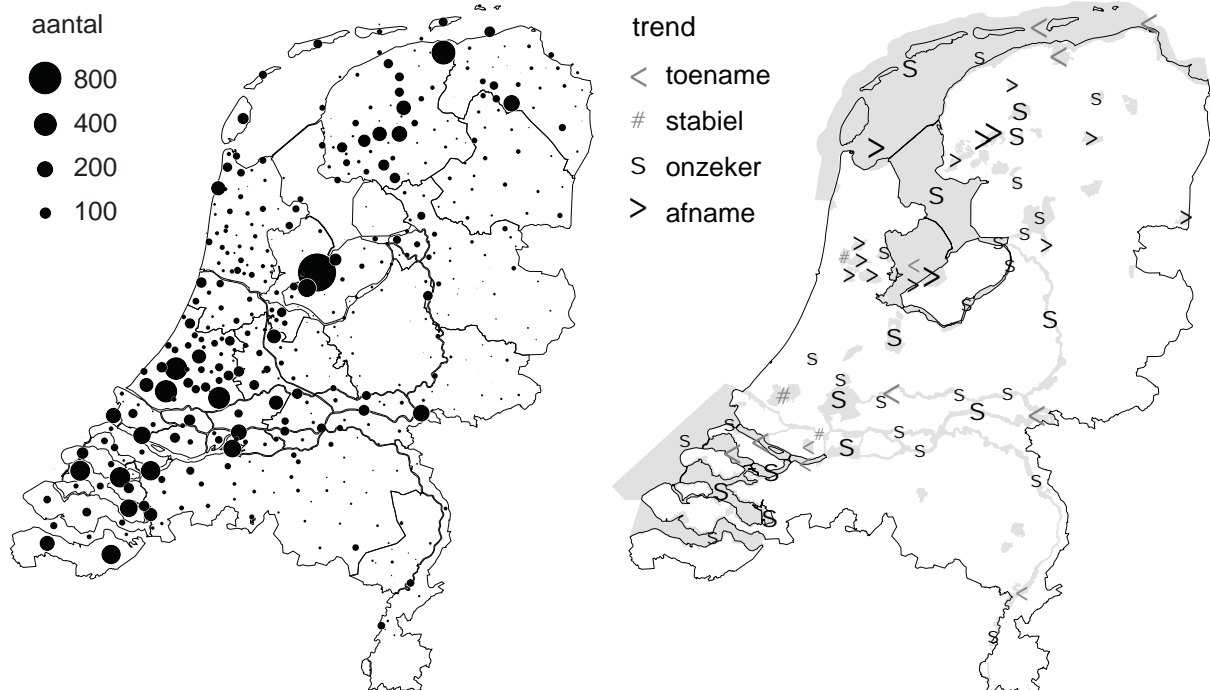 aantal
800
400
200
100
trend
< toename
# stabiel
S onzeker
> afname